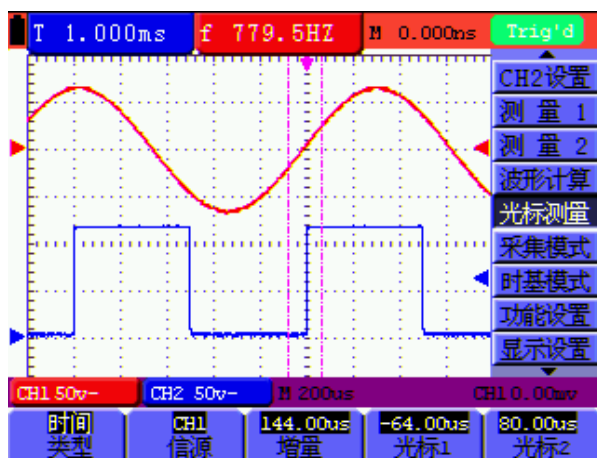 T 1.000ms f 779.5HZ M 0.000ns Trig'd
CH2设置
测 量 1
测 量 2
波形计算
光标测量
采集模式
时基模式
功能设置
显示设置
CH1 50v- CH2 50v- M 200us CH1 0.00mv
时间 CH1 144.00us -64.00us 80.00us
类型 信源 增量 光标1 光标2